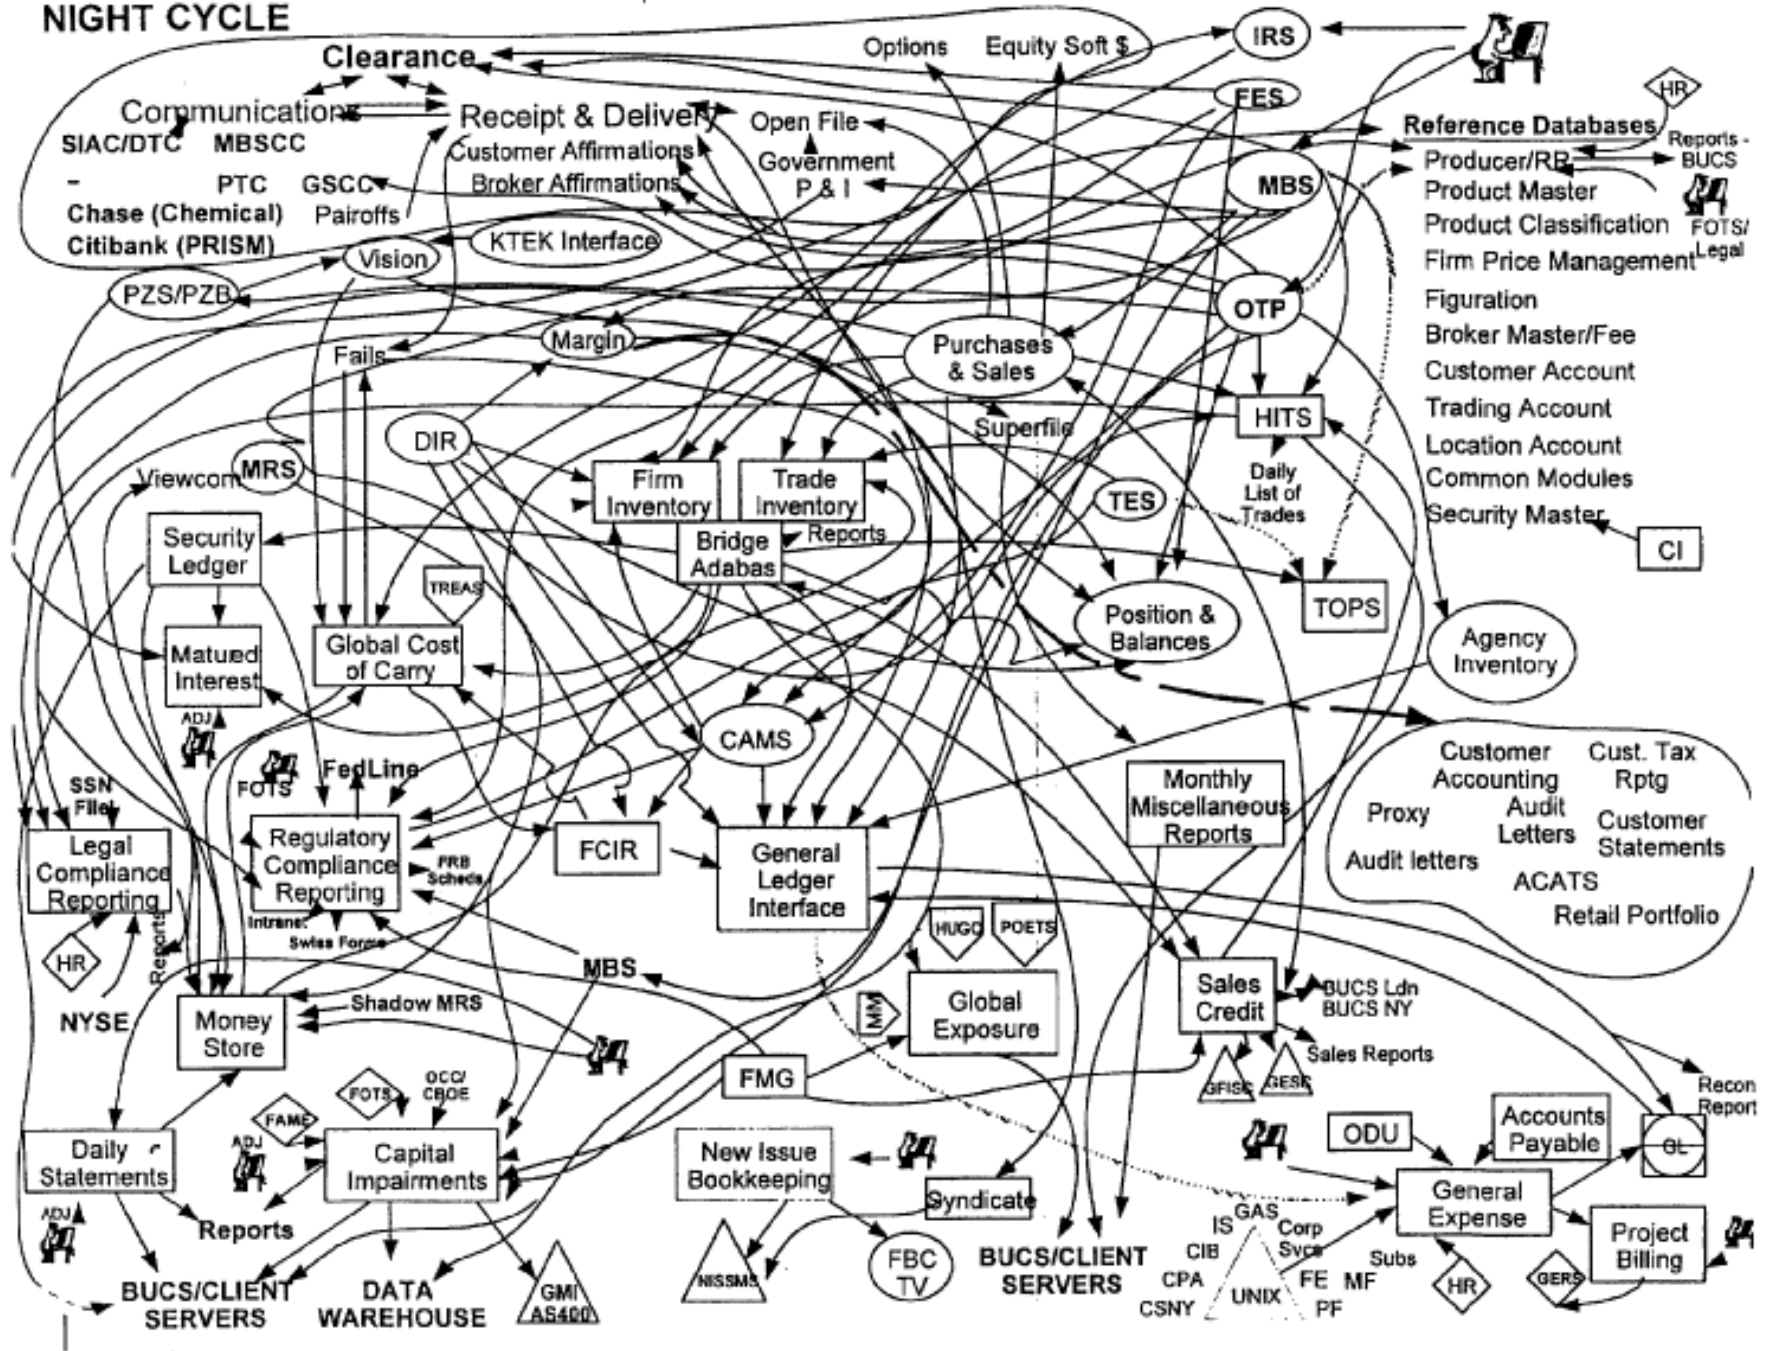 NIGHT CYCLE
Clearance
Options
Equity Soft $
IRS
Communications
Receipt & Delivery
FES
HR
SIAC/DTC
MBSCC
Open File
Customer Affirmations
Government
P & I
Broker Affirmations
Reference Databases
Reports -
BUCS
Producer/RR
MBS
-
PTC
GSCC
Product Master
Chase (Chemical)
Pairoffs
Product Classification
FOTS/
Legal
Citibank (PRISM)
KTEK Interface
Vision
Firm Price Management
PZS/PZB
OTP
Figuration
Margin
Purchases
& Sales
Broker Master/Fee
Fails
Customer Account
DIR
Superfile
HITS
Trading Account
Location Account
Viewcom
MRS
Firm
Inventory
Trade
Inventory
TES
Daily
List of
Trades
Common Modules
Security Master
Security
Ledger
Bridge
Adabas
Reports
CI
TREAS
TOPS
Position &
Balances
Matued
Interest
Global Cost
of Carry
Agency
Inventory
ADJ
CAMS
FOTS
FedLine
SSN
File
Monthly
Miscellaneous
Reports
Customer
Accounting
Cust. Tax
Rptg
Proxy
Audit
Letters
Customer
Statements
Audit letters
ACATS
Retail Portfolio
Legal
Compliance
Reporting
Regulatory
Compliance
Reporting
FRB
Scheds
FCIR
General
Ledger
Interface
Intranet
Swiss Forms
Reports
HR
HUGO
POETS
MBS
NYSE
Money
Store
Shadow MRS
MM
Global
Exposure
Sales
Credit
BUCS Ldn
BUCS NY
Sales Reports
GFISC
GESC
FMG
Recon
Report
FOTS
OCC/
CBOE
FAME
ADJ
Daily
Statements
Capital
Impairments
New Issue
Bookkeeping
Syndicate
ODU
Accounts
Payable
GL
General
Expense
Project
Billing
ADJ
Reports
NISSMS
FBC
TV
BUCS/CLIENT
SERVERS
GAS
IS
Corp
Svcs
CIB
Subs
CPA
UNIX
FE
MF
CSNY
PF
HR
GERS
BUCS/CLIENT
SERVERS
DATA
WAREHOUSE
GMI
AS400